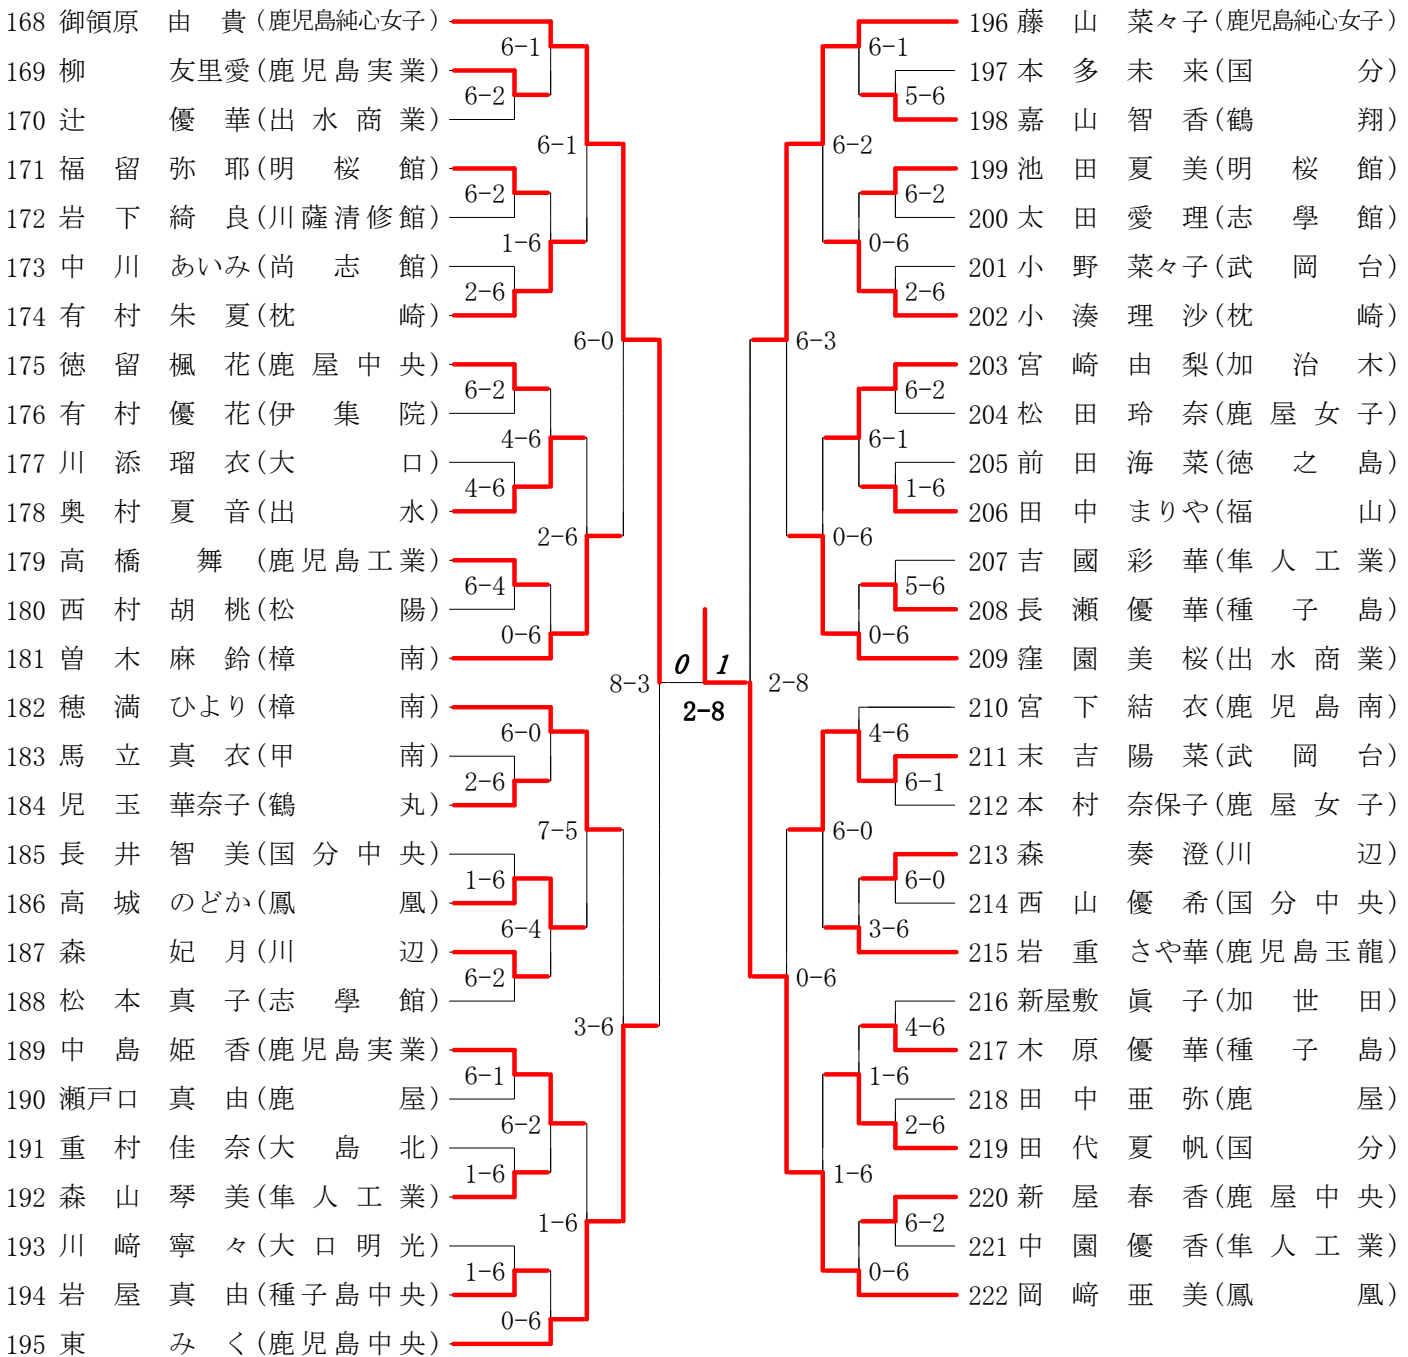 168 御領原 由 貴 (鹿児島純心女子)
6-1
169 柳 友里愛 (鹿児島実業)
6-2
170 辻 優 華 (出水商業)
6-1
171 福 留 弥 耶 (明桜館)
6-2
172 岩 下 綺 良 (川薩清修館)
1-6
173 中 川 あいみ (尚志館)
2-6
174 有 村 朱 夏 (枕崎)
6-0
175 徳 留 楓 花 (鹿屋中央)
6-2
176 有 村 優 花 (伊集院)
4-6
177 川 添 瑠 衣 (大口)
4-6
178 奥 村 夏 音 (出水)
2-6
179 高 橋 舞 (鹿児島工業)
6-4
180 西 村 胡 桃 (松陽)
0-6
181 曽 木 麻 鈴 (樟南)
8-3
182 穂 満 ひより (樟南)
6-0
183 馬 立 真 衣 (甲南)
2-6
184 児 玉 華奈子 (鶴丸)
7-5
185 長 井 智 美 (国分中央)
1-6
186 高 城 のどか (鳳凰)
6-4
187 森 妃 月 (川辺)
6-2
188 松 本 真 子 (志學館)
3-6
189 中 島 姫 香 (鹿児島実業)
6-1
190 瀬戸口 真 由 (鹿屋)
6-2
191 重 村 佳 奈 (大島北)
1-6
192 森 山 琴 美 (隼人工業)
1-6
193 川 﨑 寧 々 (大口明光)
1-6
194 岩 屋 真 由 (種子島中央)
0-6
195 東 み く (鹿児島中央)
0 1
2-8
196 藤 山 菜々子 (鹿児島純心女子)
6-1
197 本 多 未 来 (国分)
5-6
198 嘉 山 智 香 (鶴翔)
6-2
199 池 田 夏 美 (明桜館)
6-2
200 太 田 愛 理 (志學館)
0-6
201 小 野 菜々子 (武岡台)
2-6
202 小 湊 理 沙 (枕崎)
6-3
203 宮 崎 由 梨 (加治木)
6-2
204 松 田 玲 奈 (鹿屋女子)
6-1
205 前 田 海 菜 (徳之島)
1-6
206 田 中 まりや (福山)
0-6
207 吉 國 彩 華 (隼人工業)
5-6
208 長 瀬 優 華 (種子島)
0-6
209 窪 園 美 桜 (出水商業)
2-8
210 宮 下 結 衣 (鹿児島南)
4-6
211 末 吉 陽 菜 (武岡台)
6-1
212 本 村 奈保子 (鹿屋女子)
6-0
213 森 奏 澄 (川辺)
6-0
214 西 山 優 希 (国分中央)
3-6
215 岩 重 さや華 (鹿児島玉龍)
0-6
216 新屋敷 眞 子 (加世田)
4-6
217 木 原 優 華 (種子島)
1-6
218 田 中 亜 弥 (鹿屋)
2-6
219 田 代 夏 帆 (国分)
1-6
220 新 屋 春 香 (鹿屋中央)
6-2
221 中 園 優 香 (隼人工業)
0-6
222 岡 﨑 亜 美 (鳳凰)